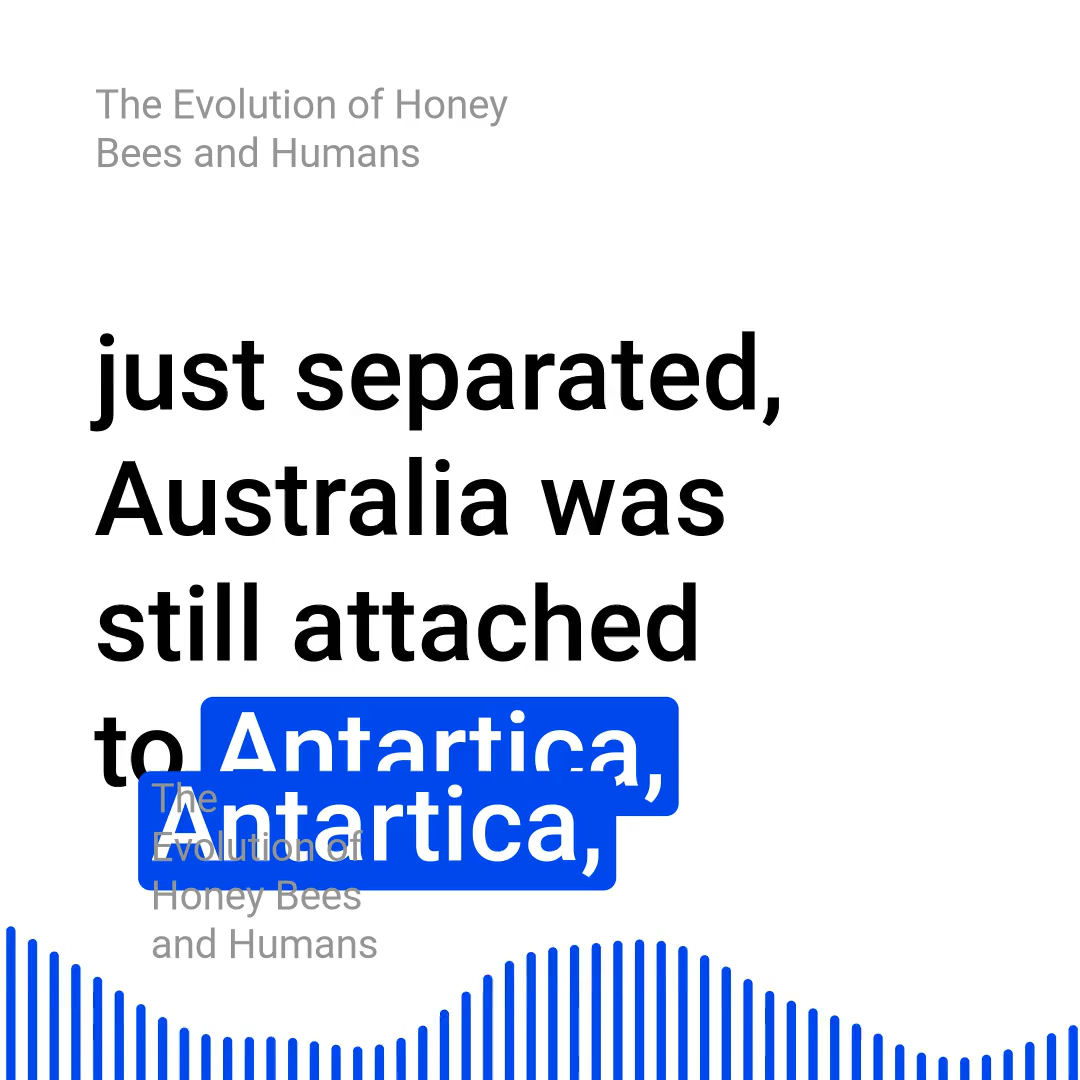 The Evolution of Honey
Bees and Humans
just separated,
Australia was
still attached
to Antartica,
Antartica,
The
Evolution of
Honey Bees
and Humans